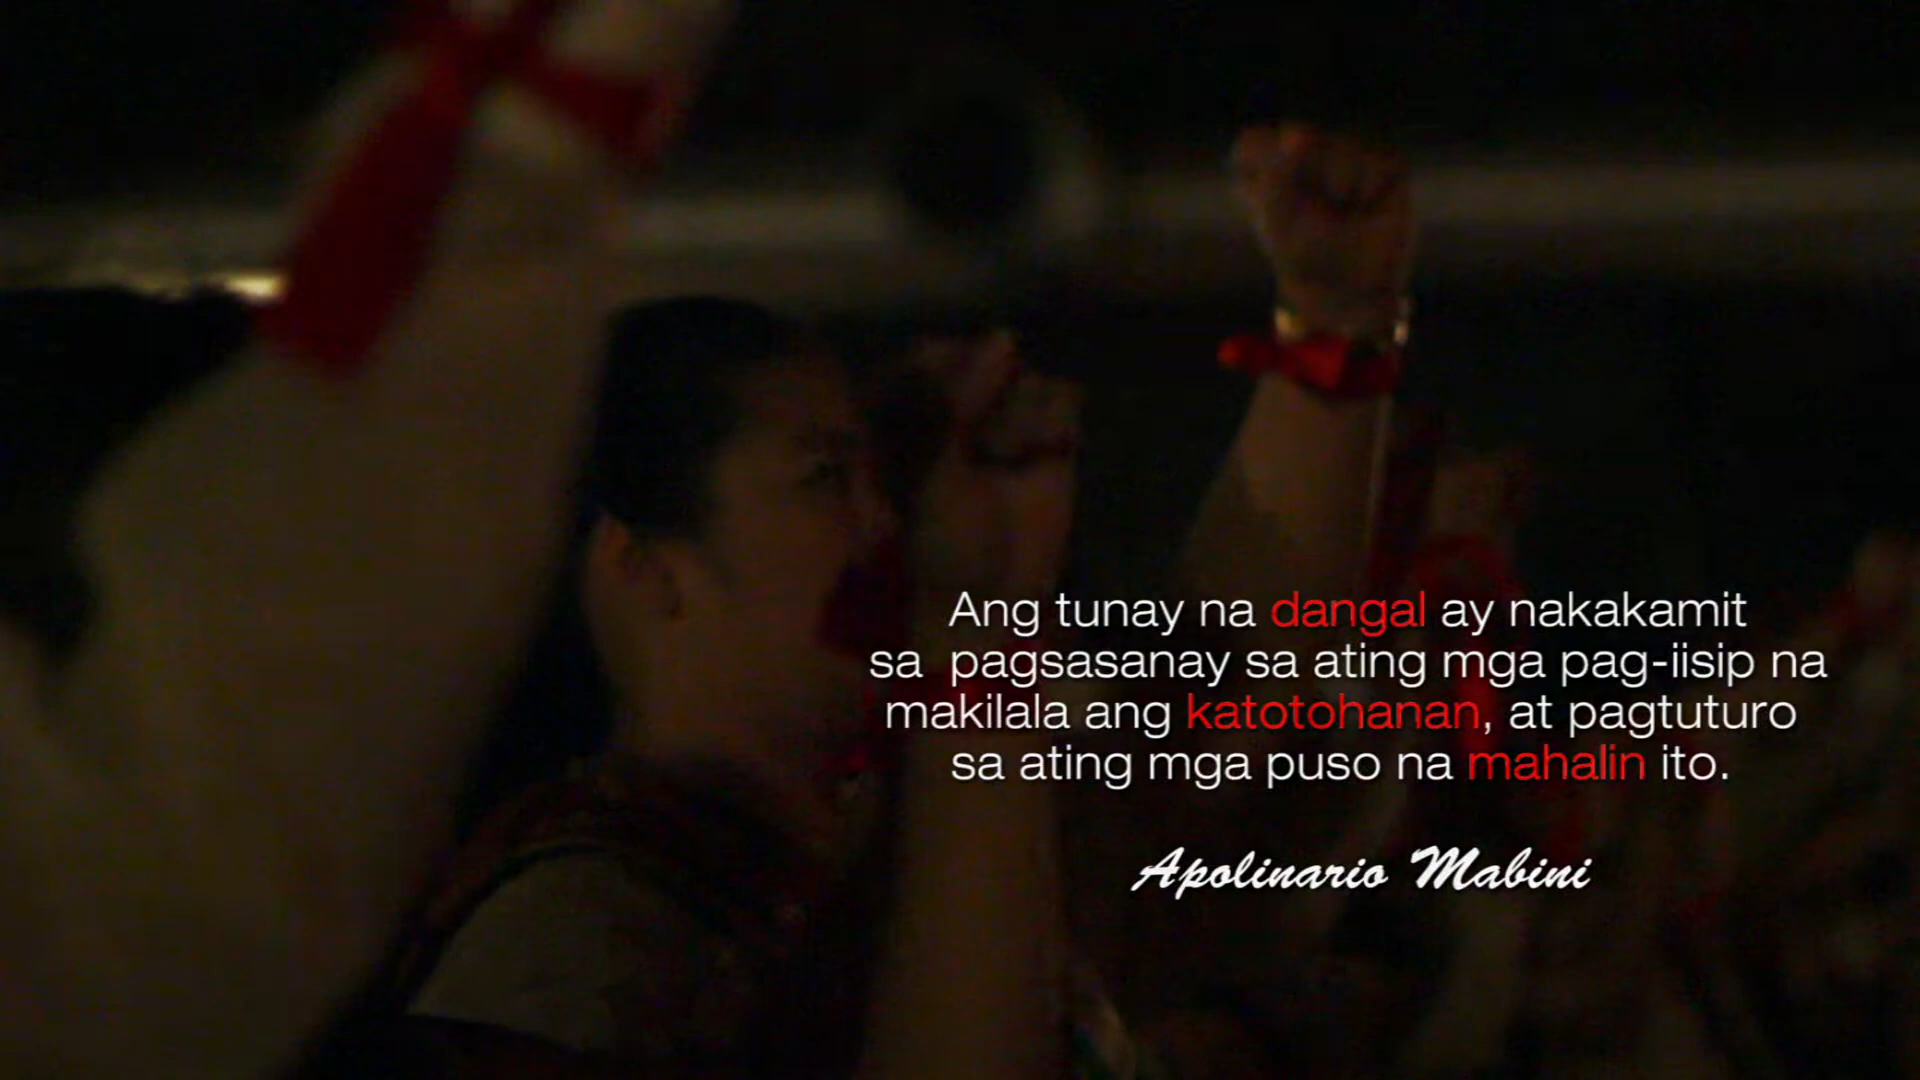 Ang tunay na dangal ay nakakamit
sa pagsasanay sa ating mga pag-iisip na
makilala ang katotohanan, at pagtuturo
sa ating mga puso na mahalin ito.
Apolinario Mabini